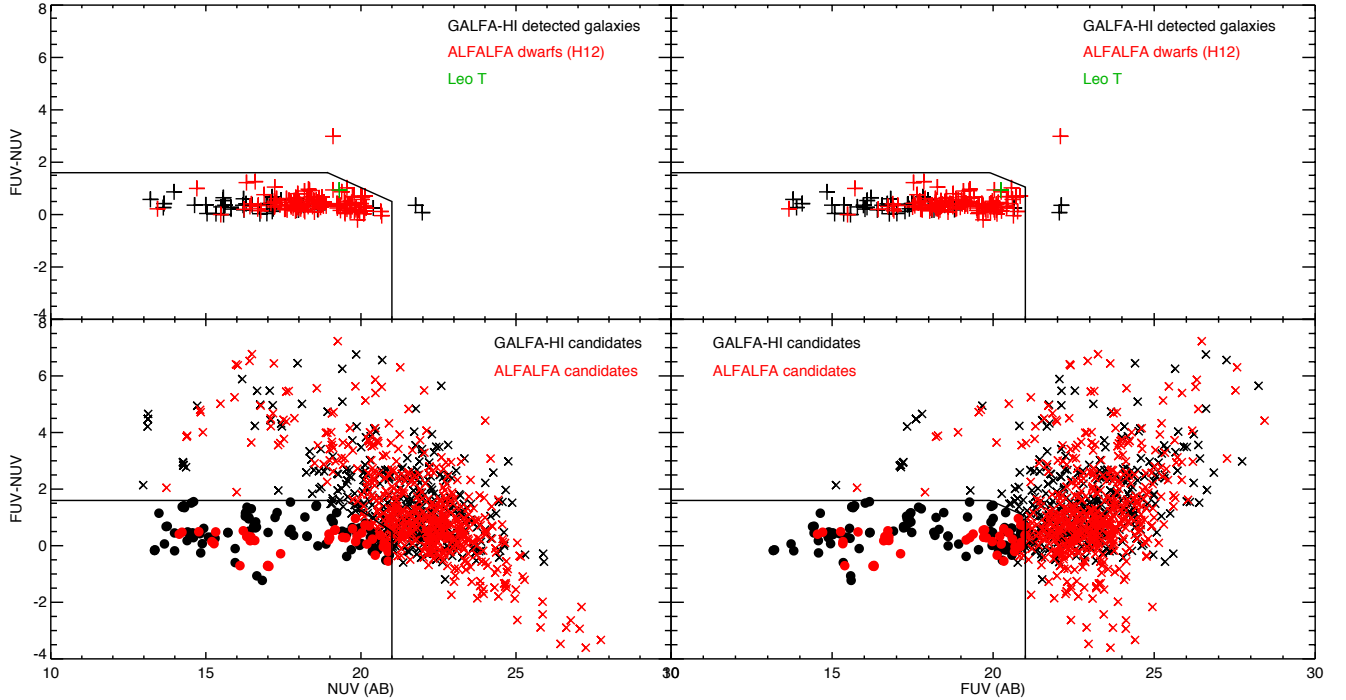 8
6
4
2
0
-2
-4
FUV-NUV
GALFA-HI detected galaxies
ALFALFA dwarfs (H12)
Leo T
GALFA-HI detected galaxies
ALFALFA dwarfs (H12)
Leo T
8
6
4
2
0
-2
-4
FUV-NUV
GALFA-HI candidates
ALFALFA candidates
GALFA-HI candidates
ALFALFA candidates
10 15 20 25 15 20 25 30
NUV (AB) FUV (AB)